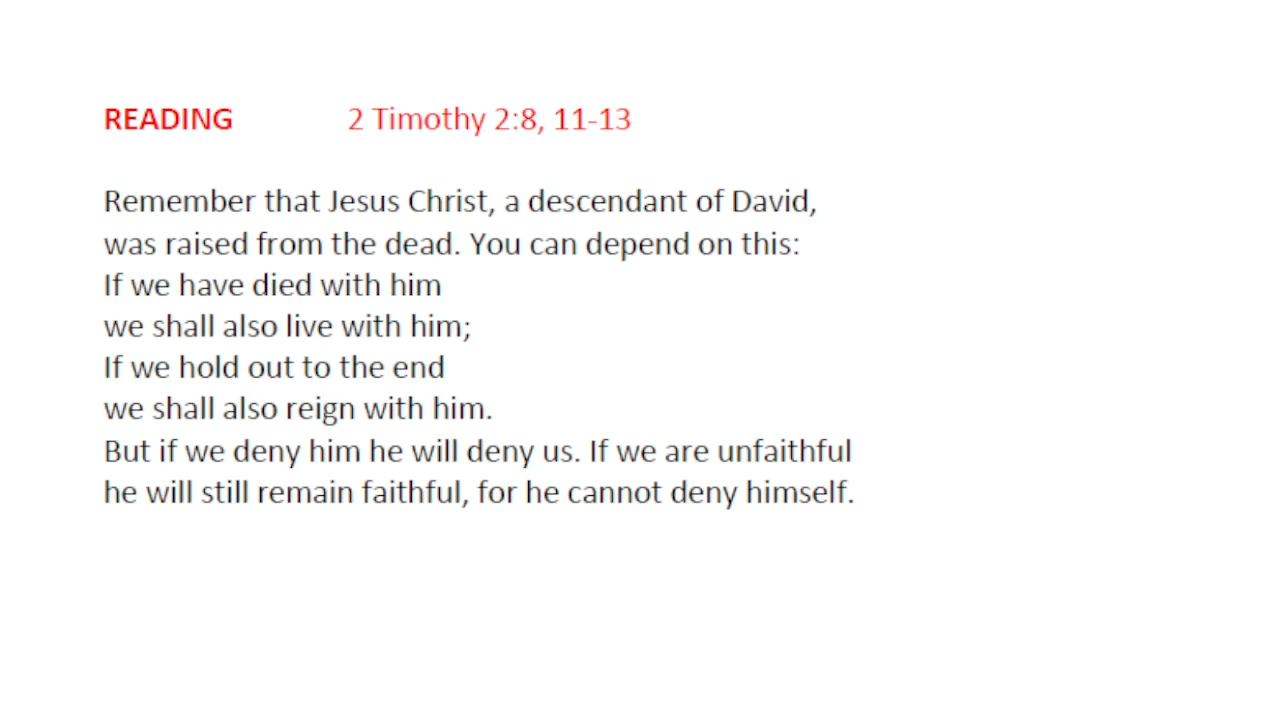 READING 2 Timothy 2:8, 11-13
Remember that Jesus Christ, a descendant of David,
was raised from the dead. You can depend on this:
If we have died with him
we shall also live with him;
If we hold out to the end
we shall also reign with him.
But if we deny him he will deny us. If we are unfaithful
he will still remain faithful, for he cannot deny himself.